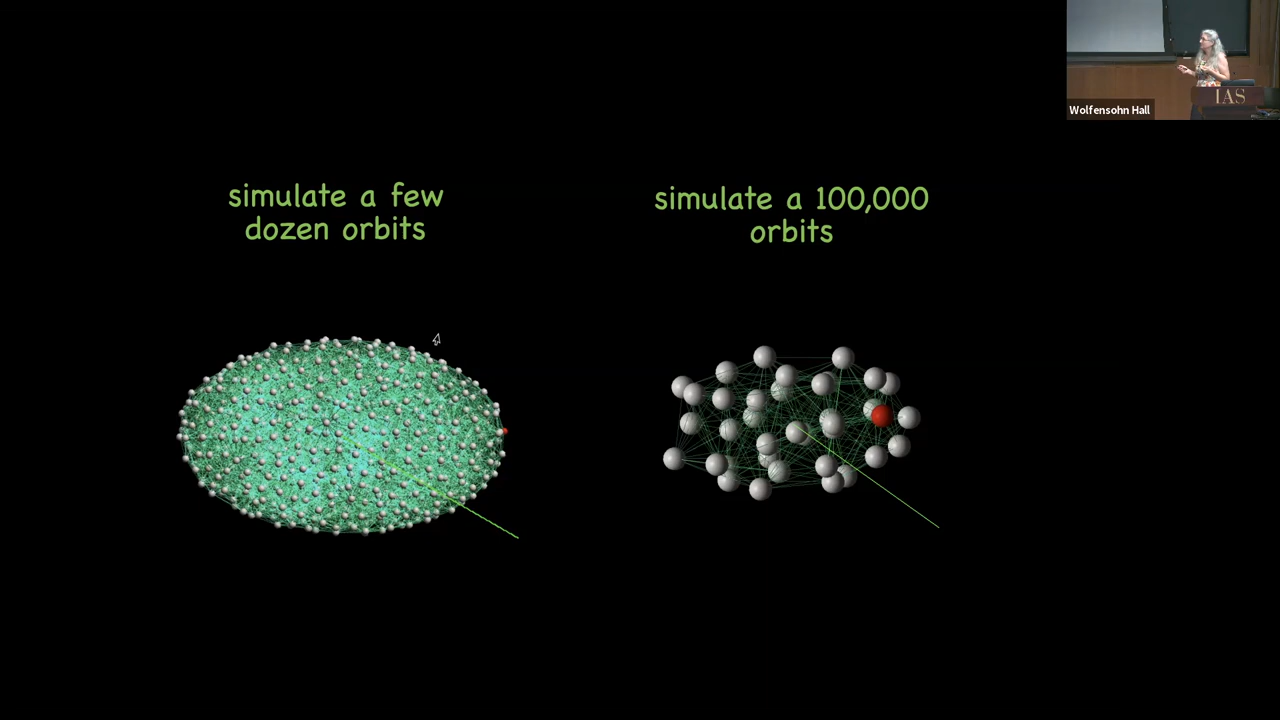 simulate a few
dozen orbits
simulate a 100,000
orbits
Wolfensohn Hall
IAS